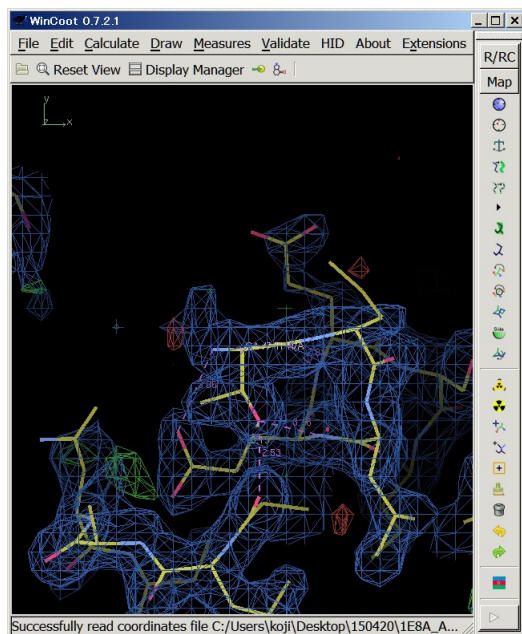 WinCoot 0.7.2.1
File Edit Calculate Draw Measures Validate HID About Extensions
Reset View Display Manager
R/RC
Map
y
x
z
2.53
Side
Successfully read coordinates file C:/Users\koji\Desktop\150420\1E8A_A...